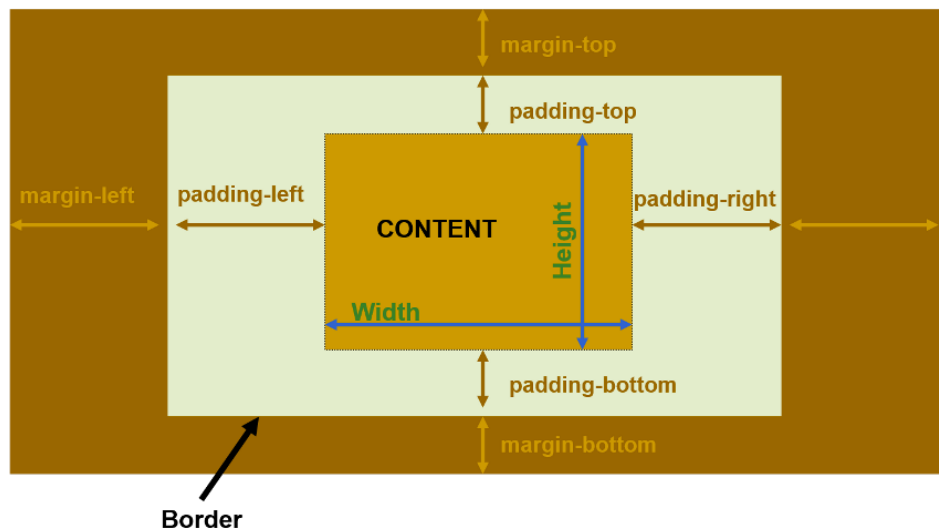 margin-top
padding-top
margin-left
padding-left
padding-right
CONTENT
Height
Width
padding-bottom
margin-bottom
Border